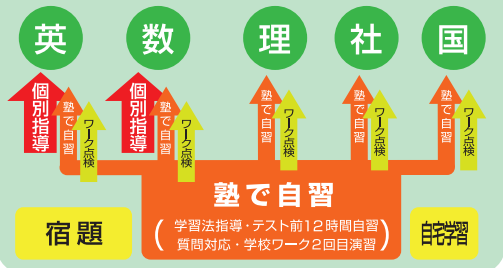 英
数
理
社
国
個別指導
塾で自習
ワーク点検
個別指導
塾で自習
ワーク点検
塾で自習
ワーク点検
塾で自習
ワーク点検
塾で自習
ワーク点検
宿題
塾で自習
(学習法指導・テスト前12時間自習
質問対応・学校ワーク2回目演習)
自宅学習